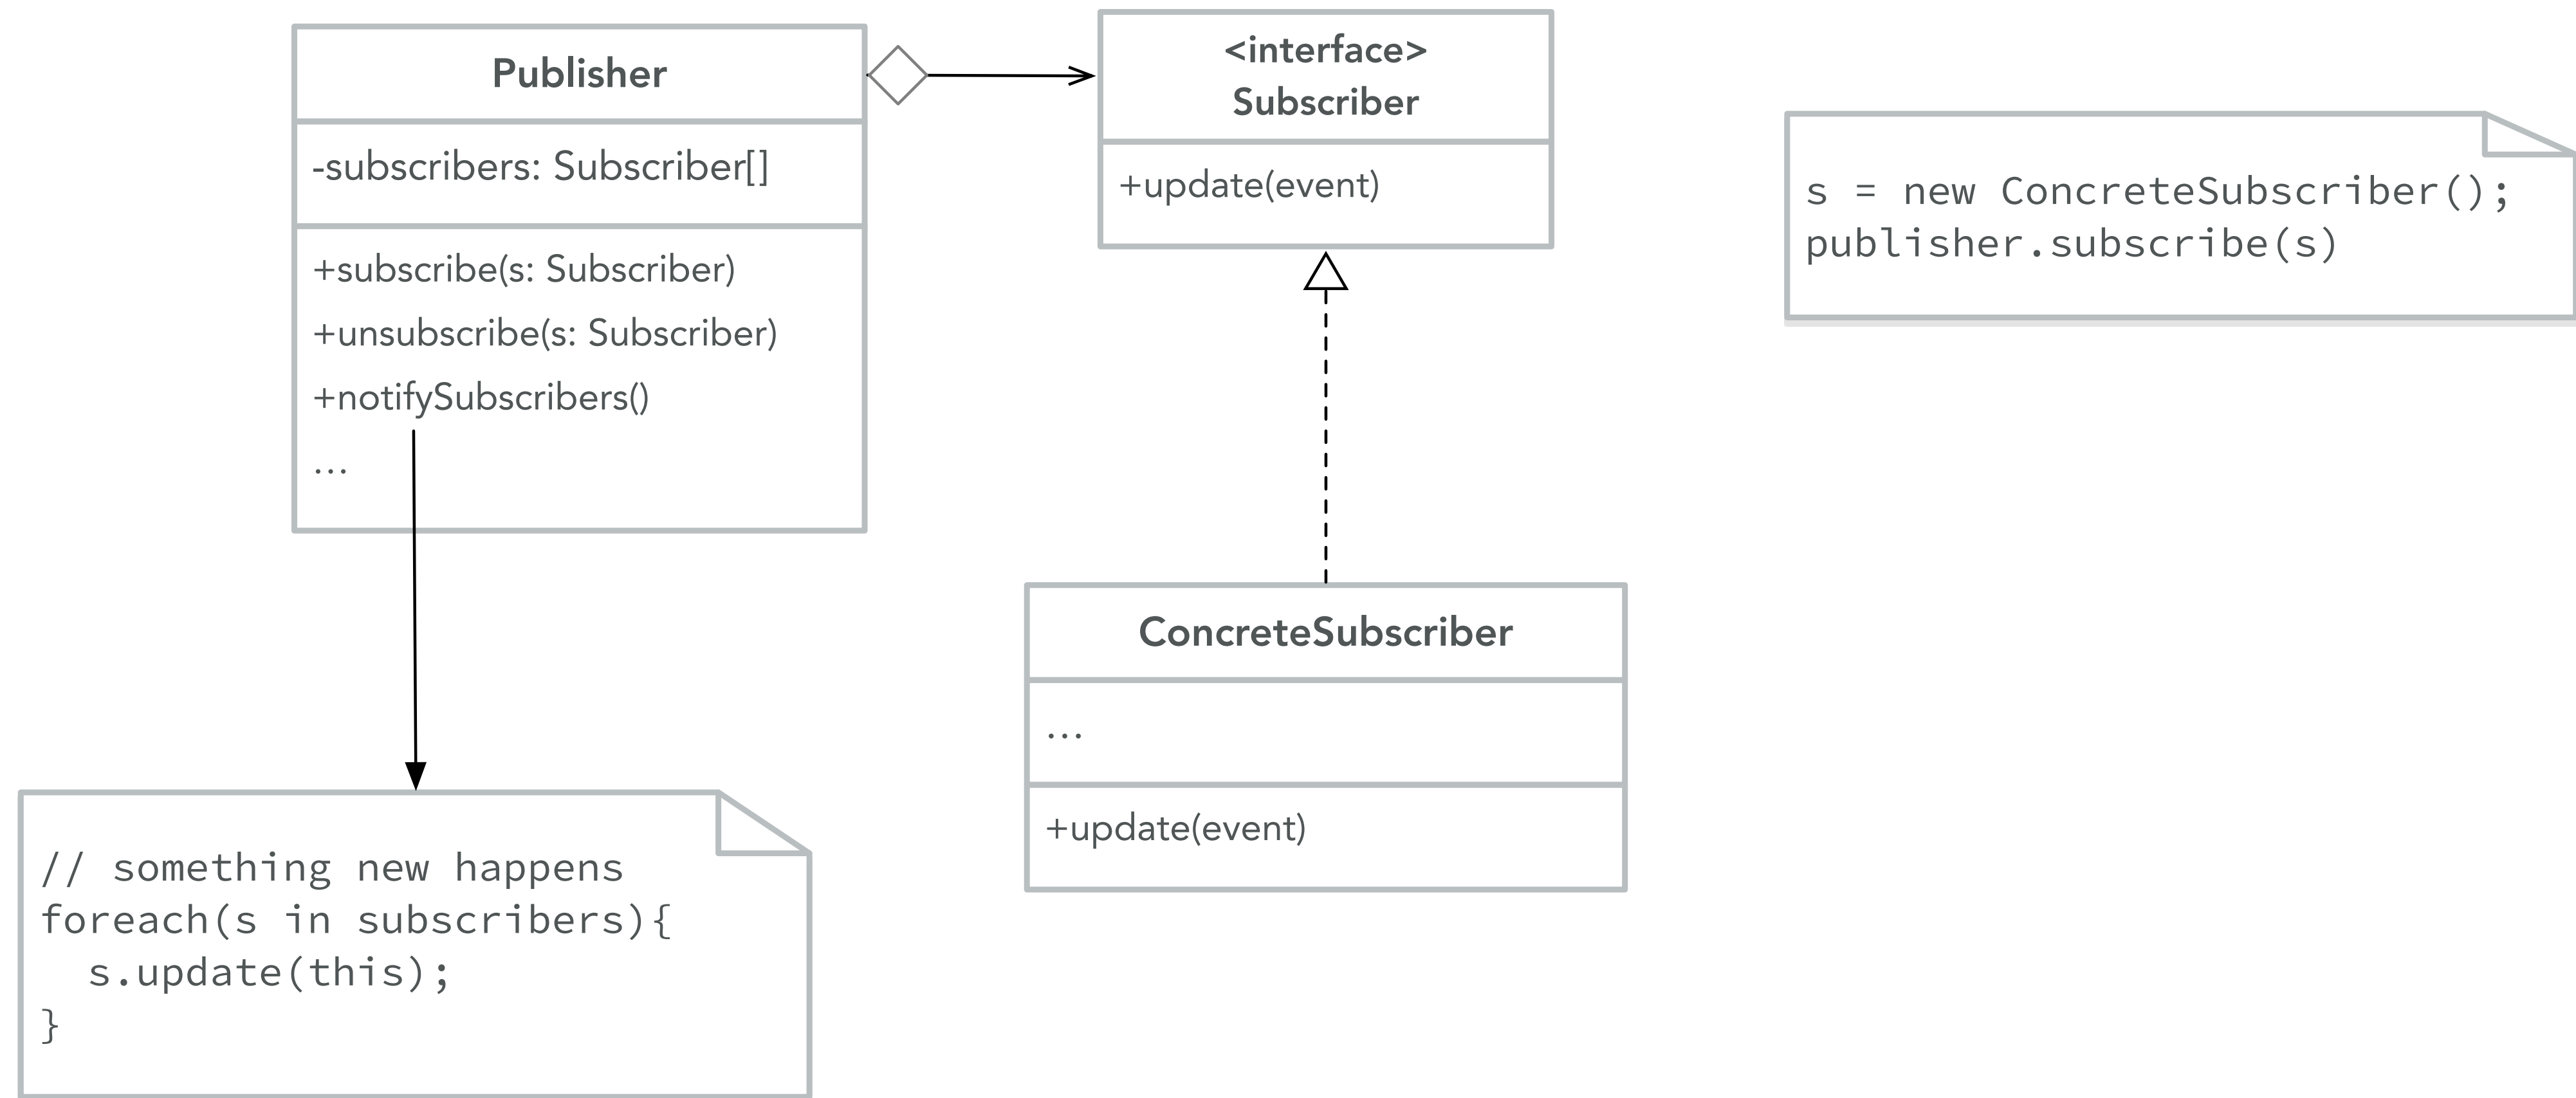 Publisher
-subscribers: Subscriber[]
+subscribe(s: Subscriber)
+unsubscribe(s: Subscriber)
+notifySubscribers()
...
<interface>
Subscriber
+update(event)
s = new ConcreteSubscriber();
publisher.subscribe(s)
ConcreteSubscriber
...
+update(event)
// something new happens
foreach(s in subscribers){
  s.update(this);
}